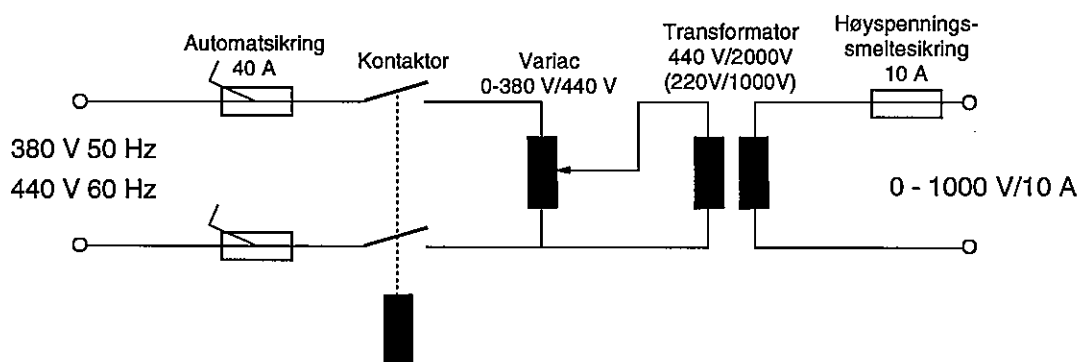 Automatsikring
40 A
Kontaktor
Variac
0-380 V/440 V
Transformator
440 V/2000V
(220V/1000V)
Høyspennings-
smeltesikring
10 A
380 V 50 Hz
440 V 60 Hz
0 - 1000 V/10 A